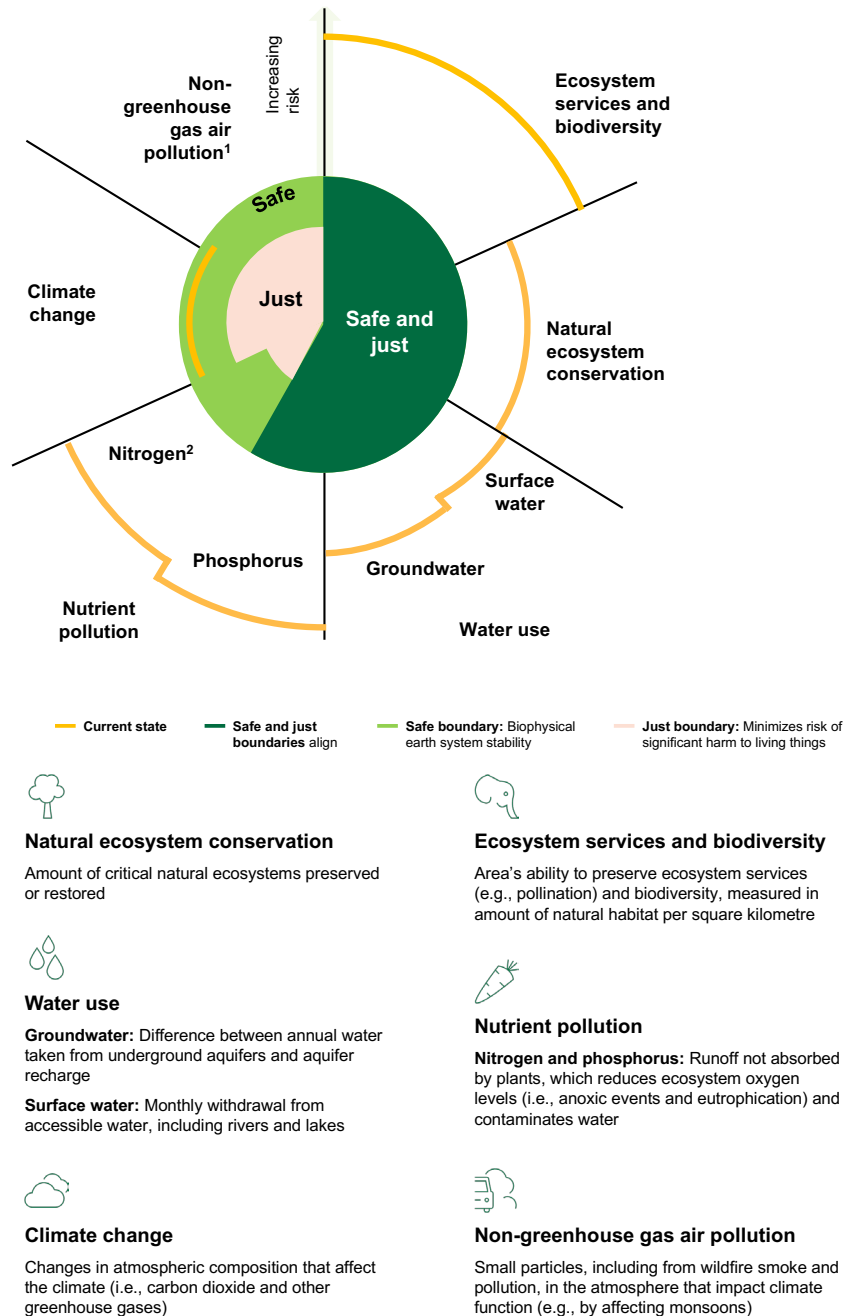 Non-
greenhouse
gas air
pollution1
Increasing
risk
Ecosystem
services and
biodiversity
Safe
Climate
change
Just
Safe and
just
Natural
ecosystem
conservation
Nitrogen2
Surface
water
Phosphorus
Groundwater
Nutrient
pollution
Water use
Current state
Safe and just
boundaries align
Safe boundary: Biophysical
earth system stability
Just boundary: Minimizes risk of
significant harm to living things
Natural ecosystem conservation
Amount of critical natural ecosystems preserved
or restored
Ecosystem services and biodiversity
Area’s ability to preserve ecosystem services
(e.g., pollination) and biodiversity, measured in
amount of natural habitat per square kilometre
Water use
Groundwater: Difference between annual water
taken from underground aquifers and aquifer
recharge
Surface water: Monthly withdrawal from
accessible water, including rivers and lakes
Nutrient pollution
Nitrogen and phosphorus: Runoff not absorbed
by plants, which reduces ecosystem oxygen
levels (i.e., anoxic events and eutrophication) and
contaminates water
Climate change
Changes in atmospheric composition that affect
the climate (i.e., carbon dioxide and other
greenhouse gases)
Non-greenhouse gas air pollution
Small particles, including from wildfire smoke and
pollution, in the atmosphere that impact climate
function (e.g., by affecting monsoons)